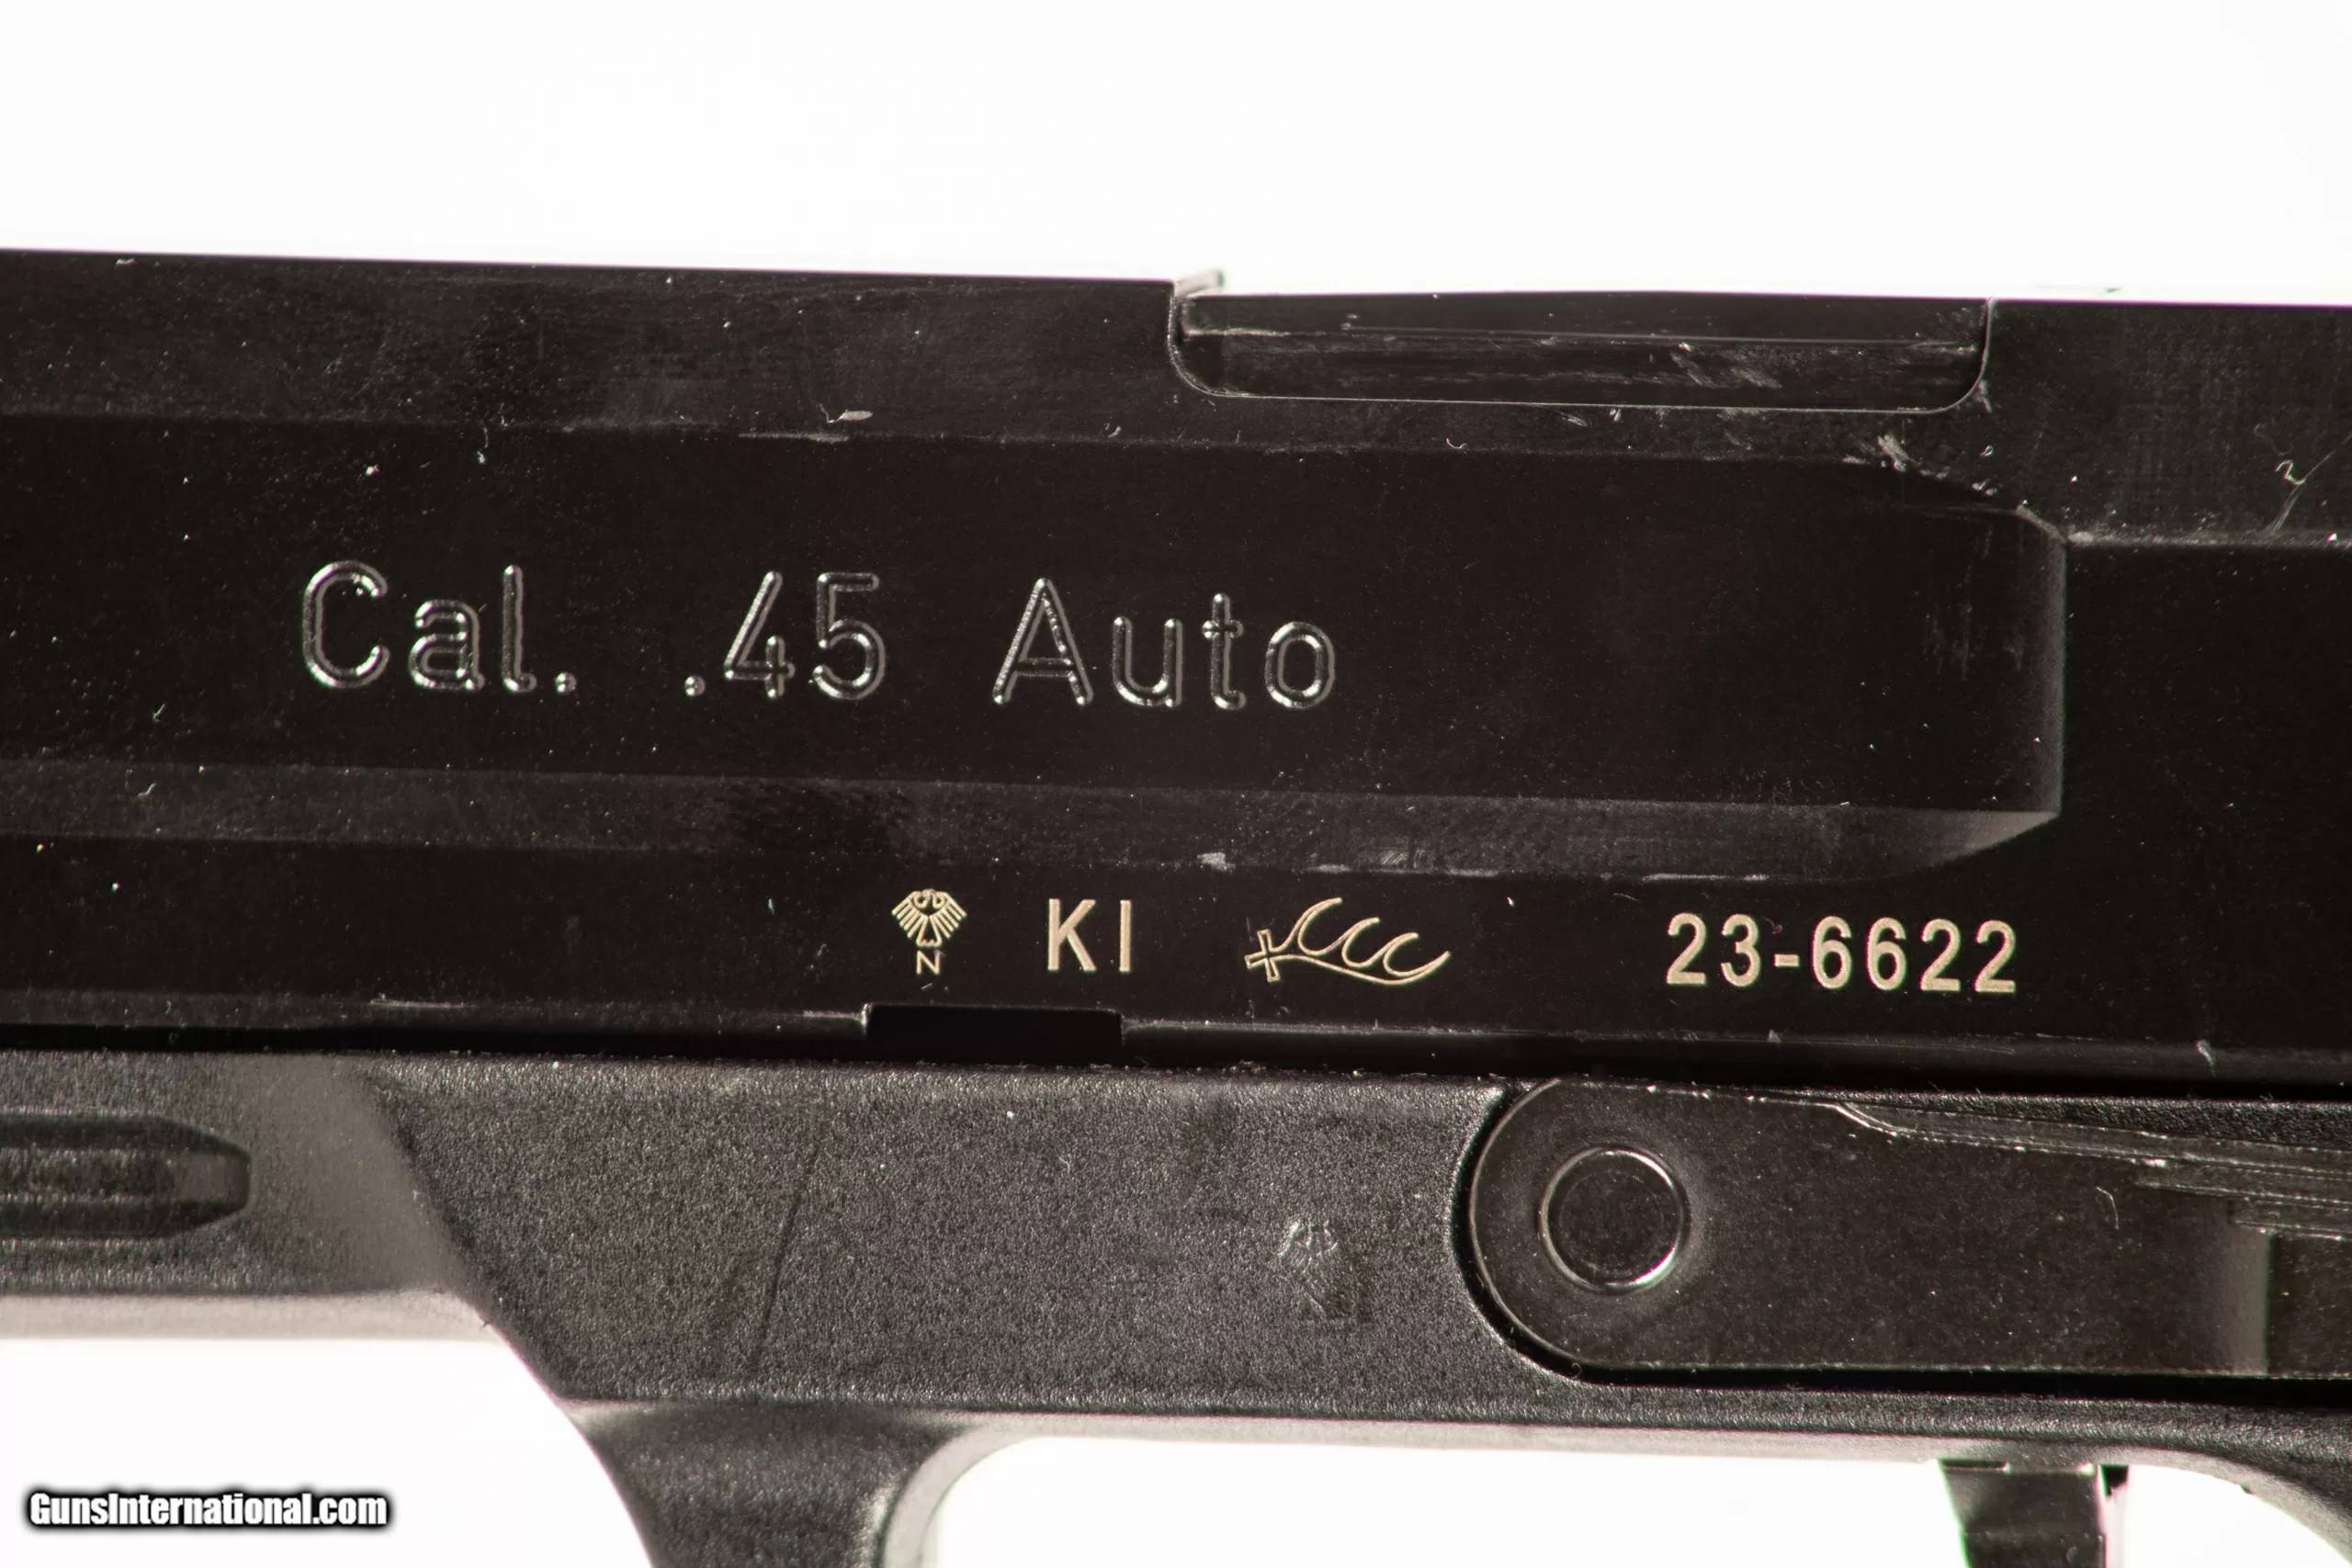 Cal. .45 Auto
N KI 23-6622
GunsInternational.com